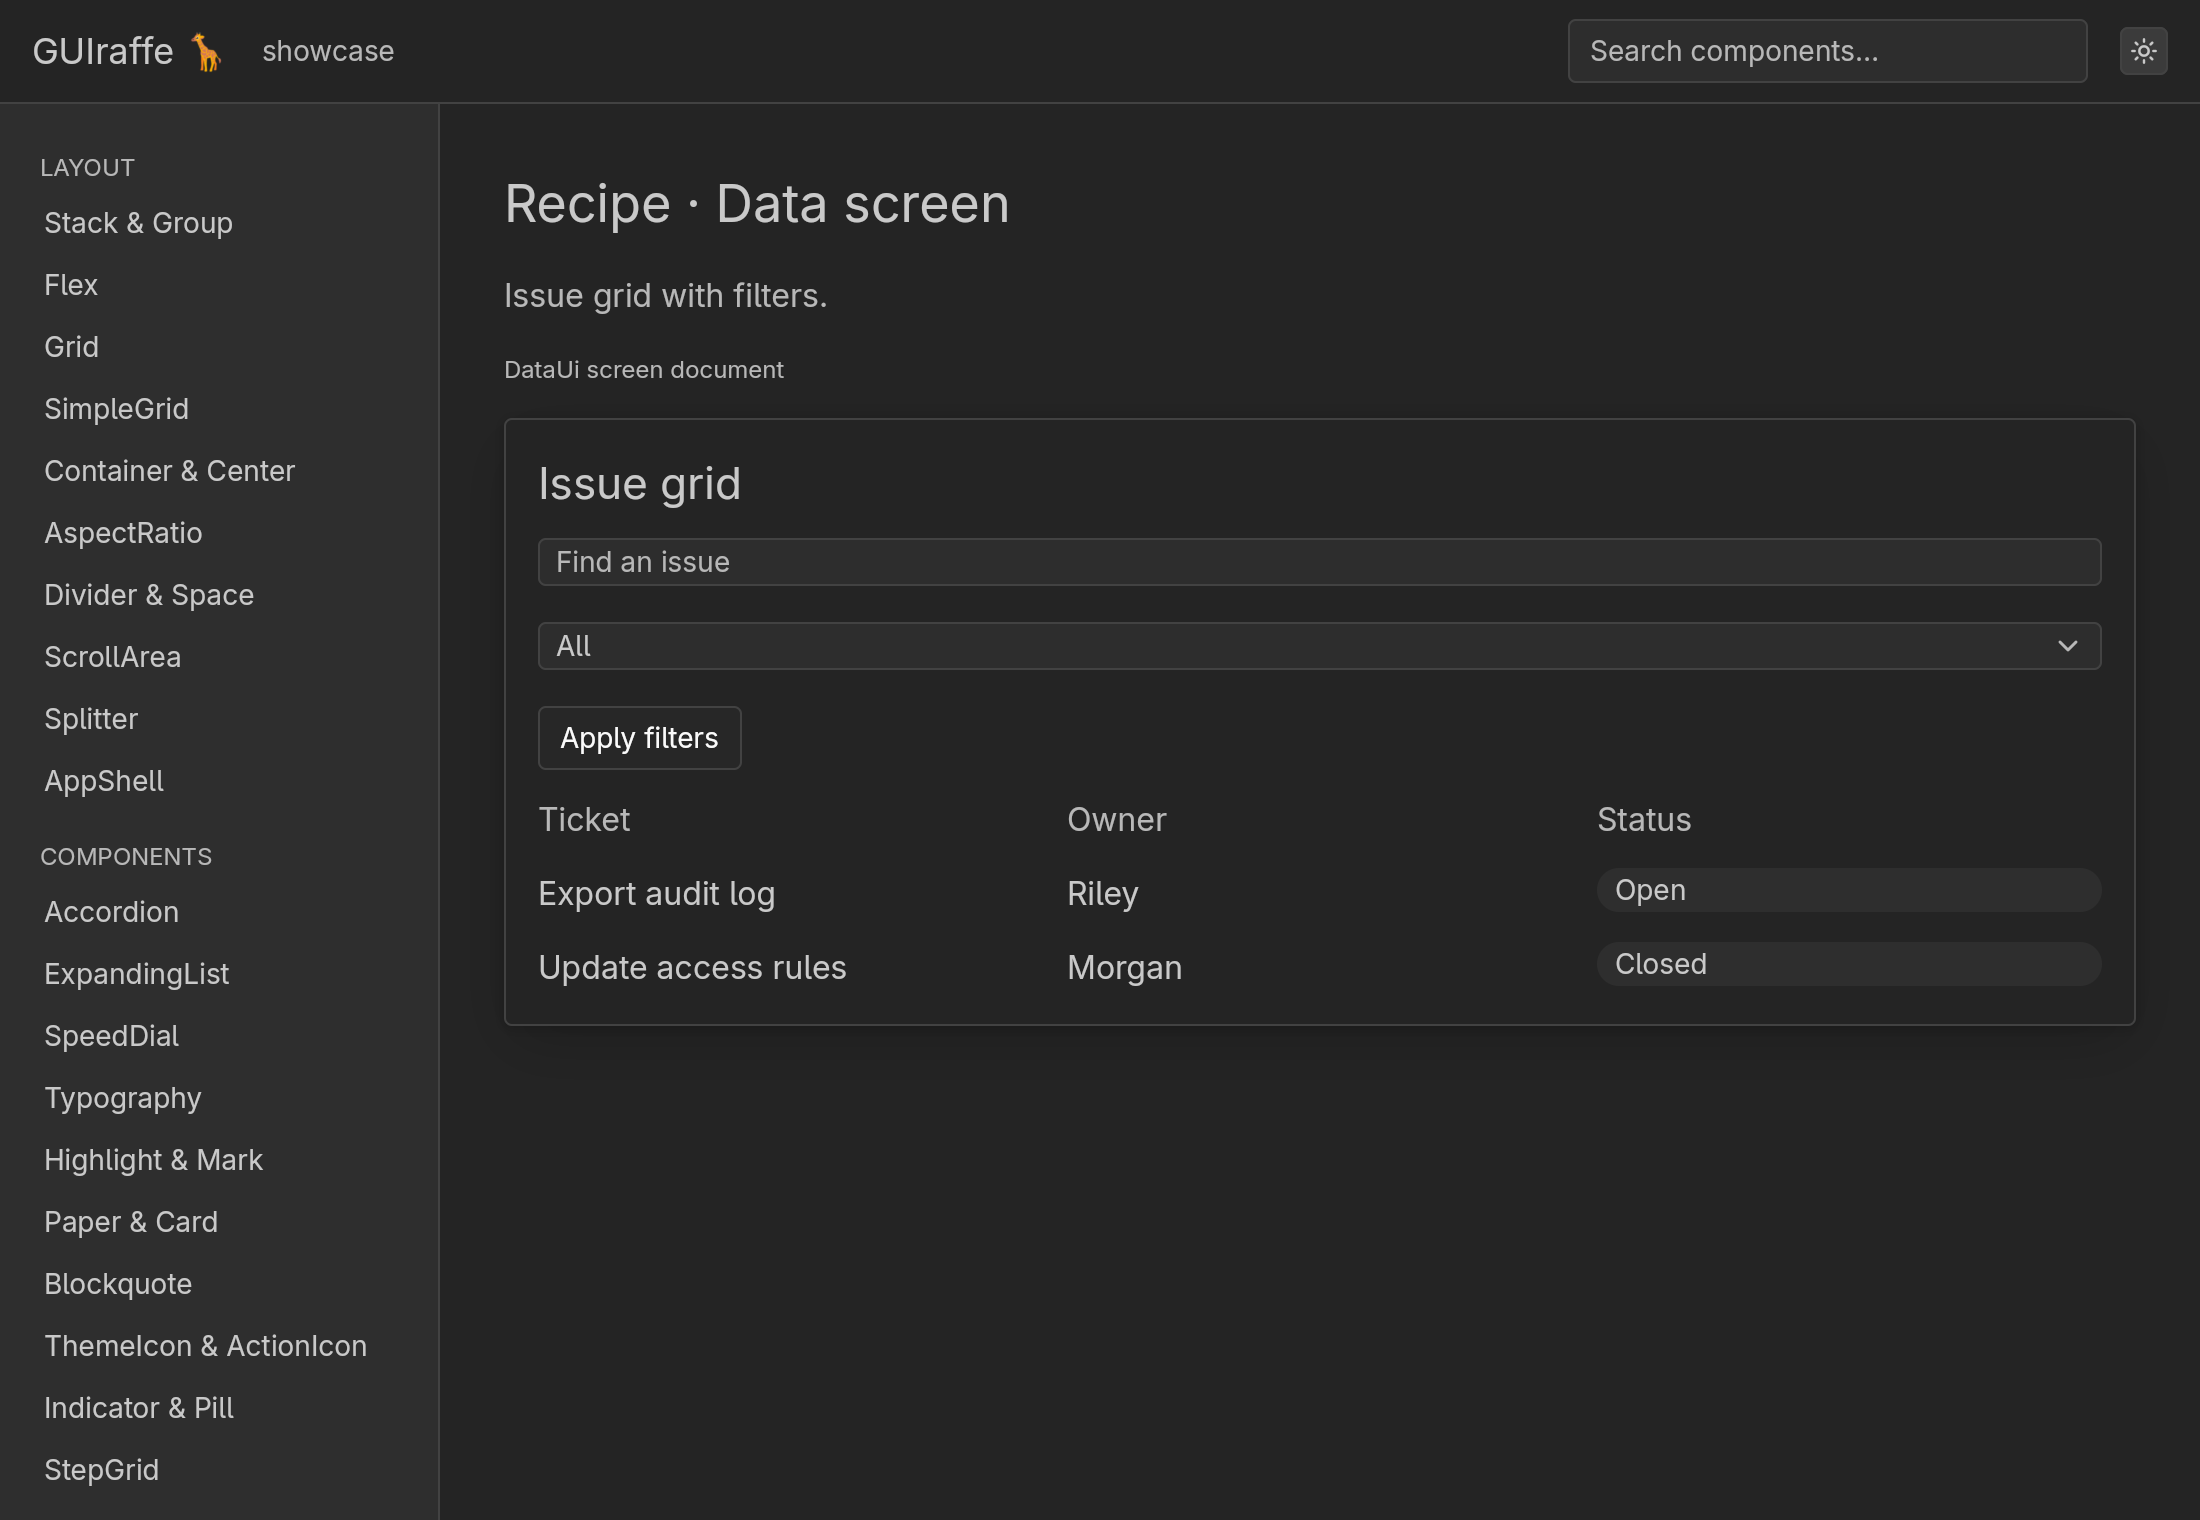 GUIraffe 🦒 showcase
Search components...
LAYOUT
Stack & Group
Flex
Grid
SimpleGrid
Container & Center
AspectRatio
Divider & Space
ScrollArea
Splitter
AppShell
COMPONENTS
Accordion
ExpandingList
SpeedDial
Typography
Highlight & Mark
Paper & Card
Blockquote
ThemeIcon & ActionIcon
Indicator & Pill
StepGrid
Recipe · Data screen
Issue grid with filters.
DataUi screen document
Issue grid
Find an issue
All
Apply filters
Ticket Owner Status
Export audit log Riley Open
Update access rules Morgan Closed